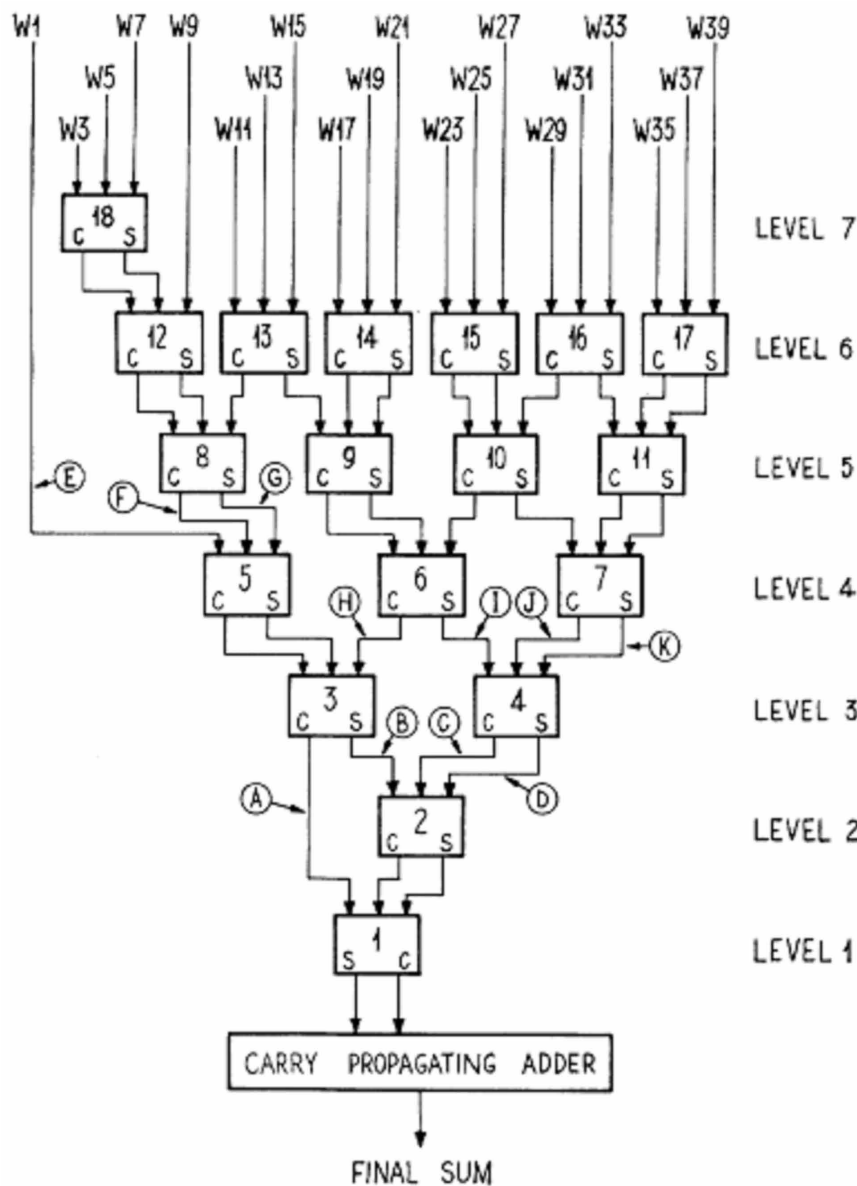 W1 W7 W9 W15 W21 W27 W33 W39
W5 W13 W19 W25 W31 W37
W3 W11 W17 W23 W29 W35
18
C S
LEVEL 7
12 13 14 15 16 17
C S C S C S C S C S C S
LEVEL 6
8 9 10 11
C S C S C S C S
LEVEL 5
E F G
5 6 7
C S C S C S
LEVEL 4
H I J K
3 4
C S C S
LEVEL 3
B C
A D
2
C S
LEVEL 2
1
S C
LEVEL 1
CARRY PROPAGATING ADDER
FINAL SUM